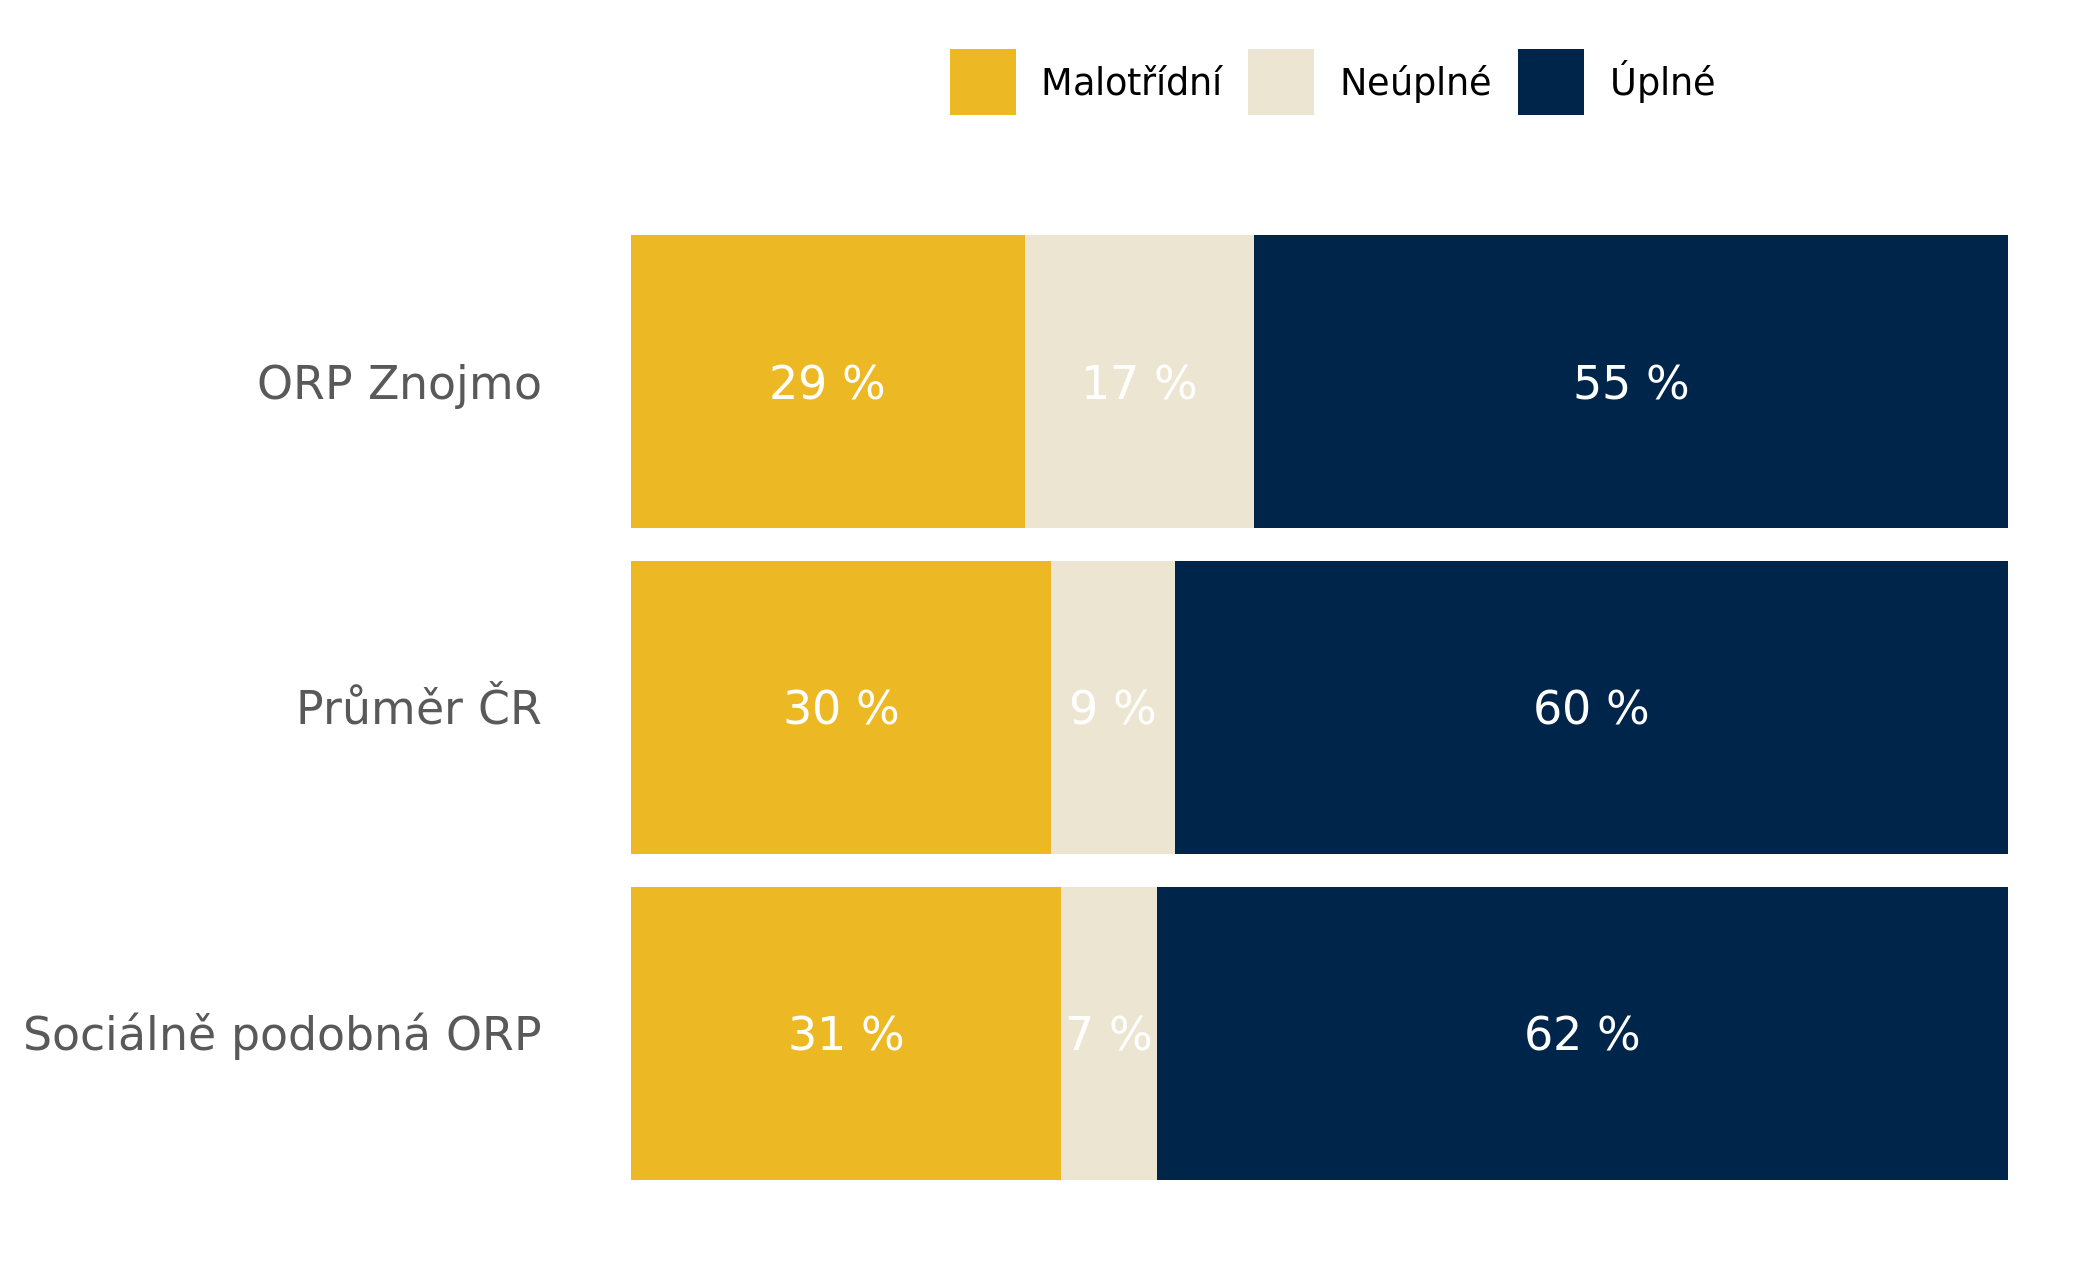 Malotřídní Neúplné Úplné
ORP Znojmo 29 % 17 % 55 %
Průměr ČR 30 % 9 % 60 %
Sociálně podobná ORP 31 % 7 % 62 %